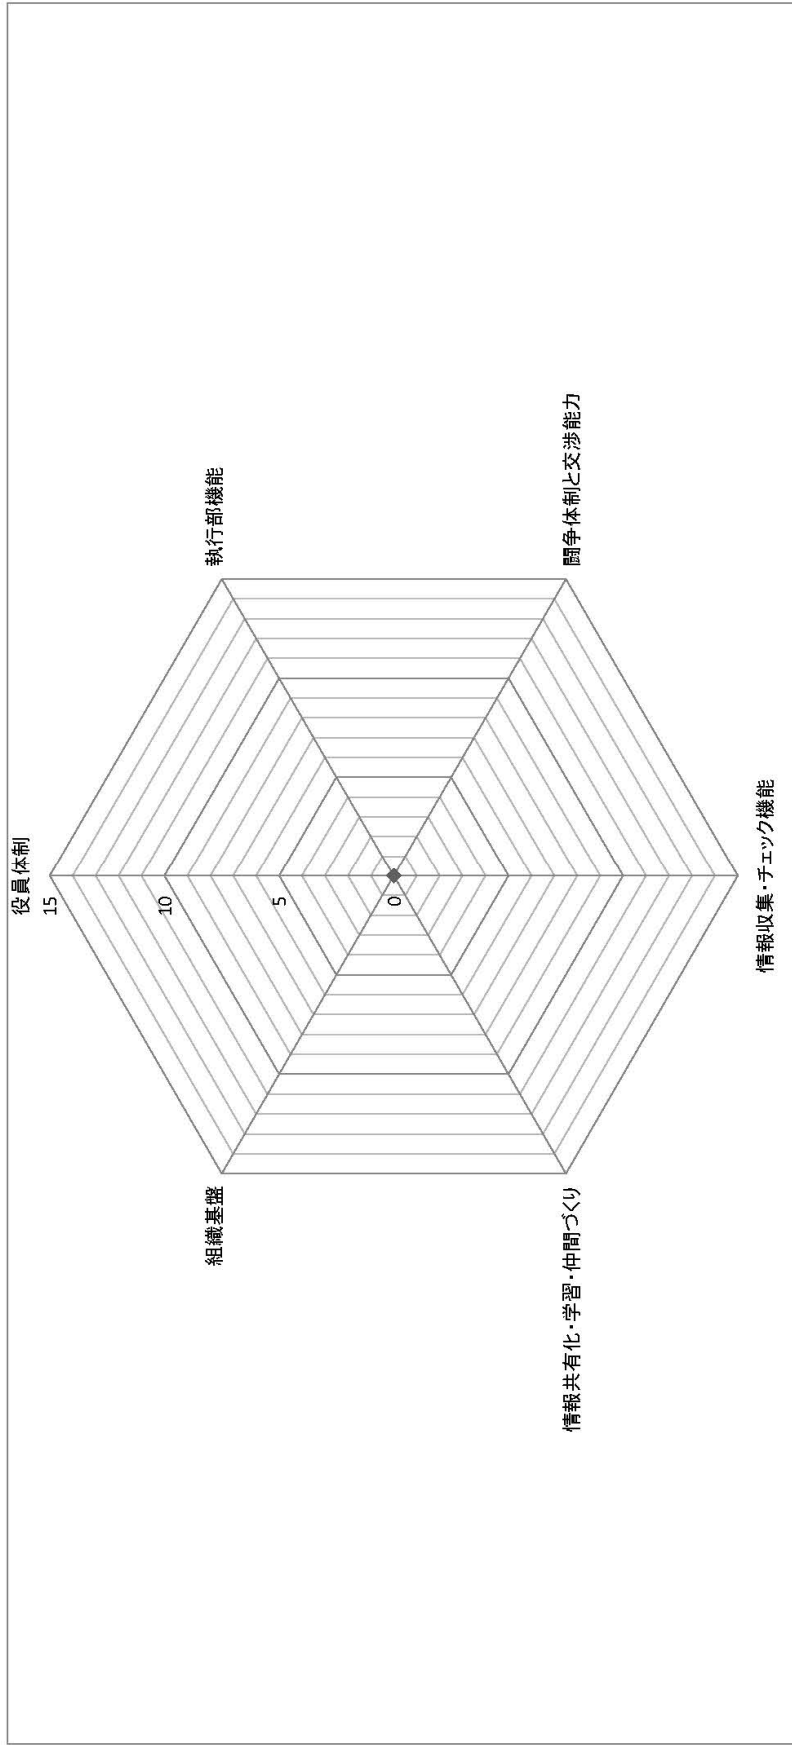 役員体制
15
10
5
0
執行部機能
闘争体制と交渉能力
情報収集・チェック機能
情報共有化・学習・仲間づくり
組織基盤